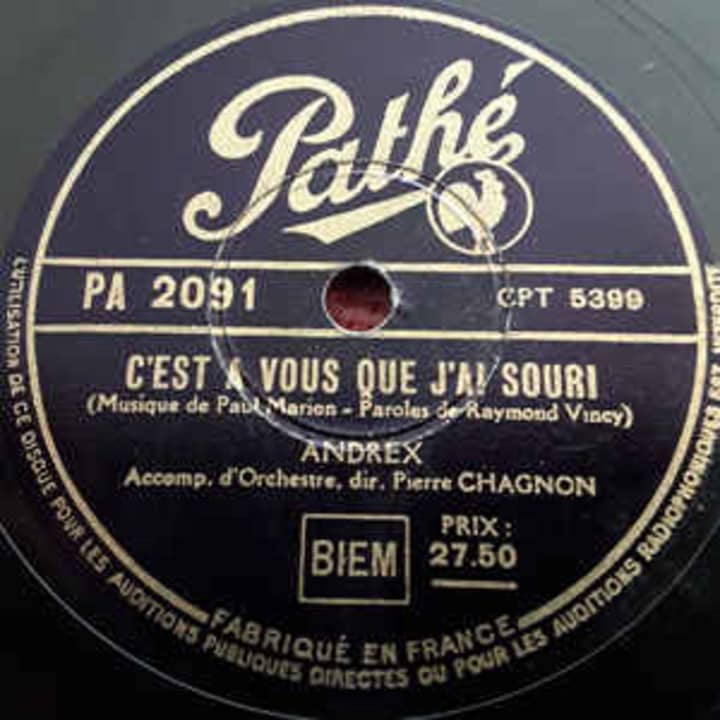 Pathé
PA 2091
CPT 5399
C'EST A VOUS QUE J'AI SOURI
(Musique de Paul Marion - Paroles de Raymond Vincy)
ANDREX
Accomp. d'Orchestre, dir. Pierre CHAGNON
BIEM
PRIX :
27.50
FABRIQUÉ EN FRANCE
L'UTILISATION DE CE DISQUE POUR LES AUDITIONS PUBLIQUES DIRECTES OU POUR LES AUDITIONS RADIOPHONIQUES